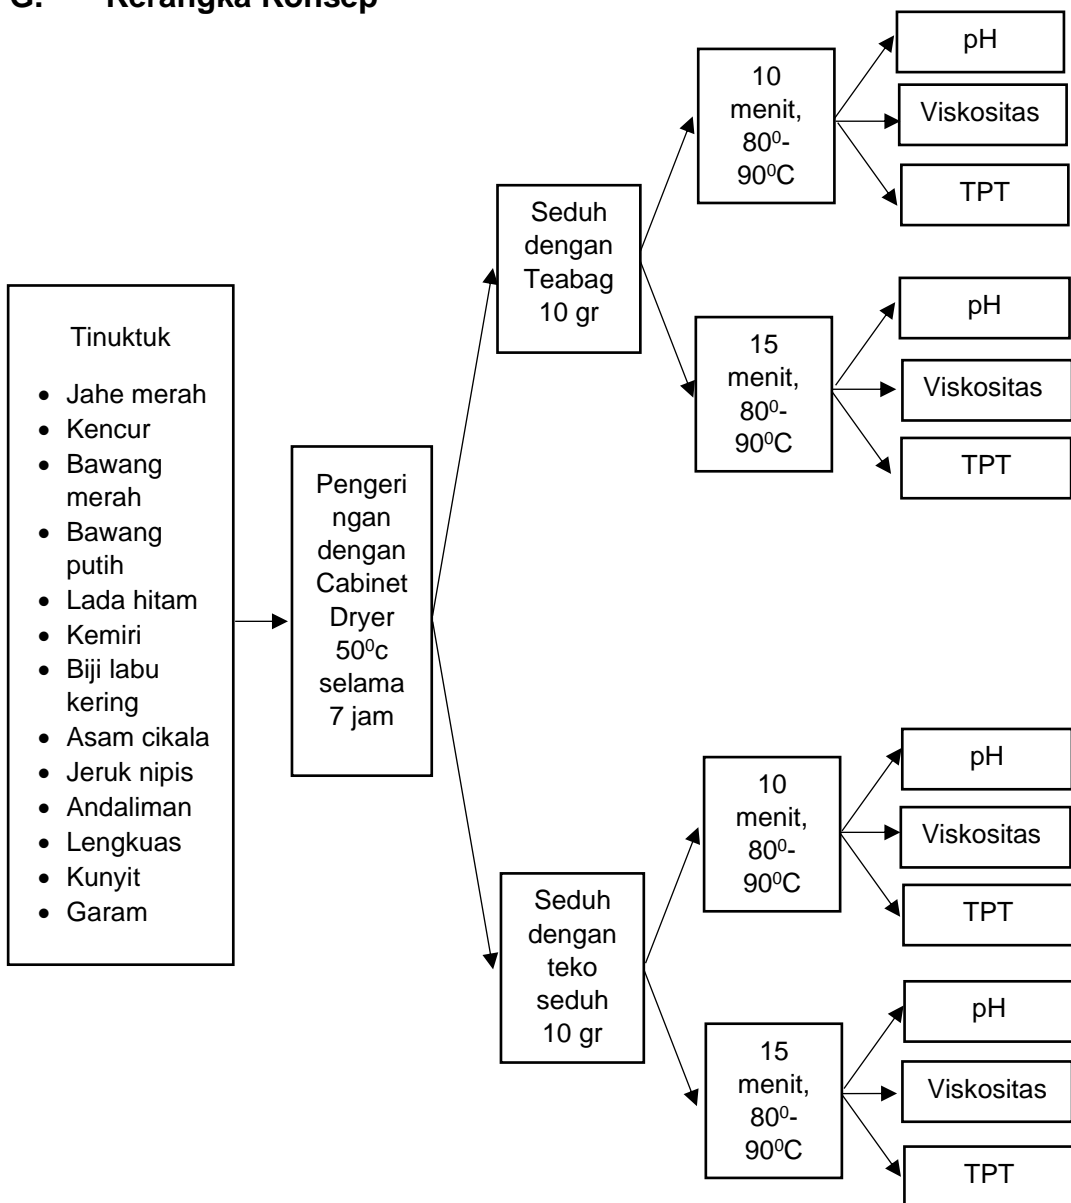 G. Kerangka Konsep
Tinuktuk
• Jahe merah
• Kencur
• Bawang
merah
• Bawang
putih
• Lada hitam
• Kemiri
• Biji labu
kering
• Asam cikala
• Jeruk nipis
• Andaliman
• Lengkuas
• Kunyit
• Garam
Pengeri
ngan
dengan
Cabinet
Dryer
50⁰c
selama
7 jam
Seduh
dengan
Teabag
10 gr
10
menit,
80⁰-
90⁰C
pH
Viskositas
TPT
15
menit,
80⁰-
90⁰C
pH
Viskositas
TPT
Seduh
dengan
teko
seduh
10 gr
10
menit,
80⁰-
90⁰C
pH
Viskositas
TPT
15
menit,
80⁰-
90⁰C
pH
Viskositas
TPT